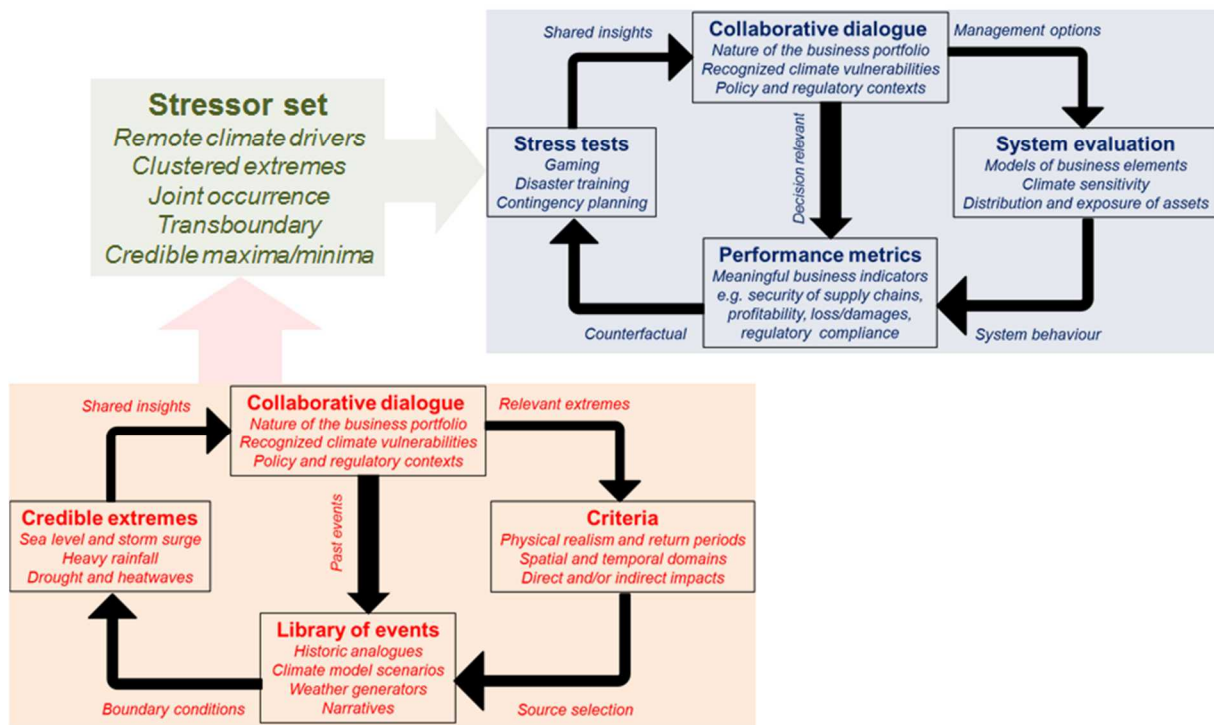 Shared insights
Collaborative dialogue
Nature of the business portfolio
Recognized climate vulnerabilities
Policy and regulatory contexts
Management options
Stressor set
Remote climate drivers
Clustered extremes
Joint occurrence
Transboundary
Credible maxima/minima
Stress tests
Gaming
Disaster training
Contingency planning
Decision relevant
System evaluation
Models of business elements
Climate sensitivity
Distribution and exposure of assets
Performance metrics
Meaningful business indicators
e.g. security of supply chains,
profitability, loss/damages,
regulatory compliance
Counterfactual
System behaviour
Shared insights
Collaborative dialogue
Nature of the business portfolio
Recognized climate vulnerabilities
Policy and regulatory contexts
Relevant extremes
Credible extremes
Sea level and storm surge
Heavy rainfall
Drought and heatwaves
Past events
Criteria
Physical realism and return periods
Spatial and temporal domains
Direct and/or indirect impacts
Library of events
Historic analogues
Climate model scenarios
Weather generators
Narratives
Boundary conditions
Source selection